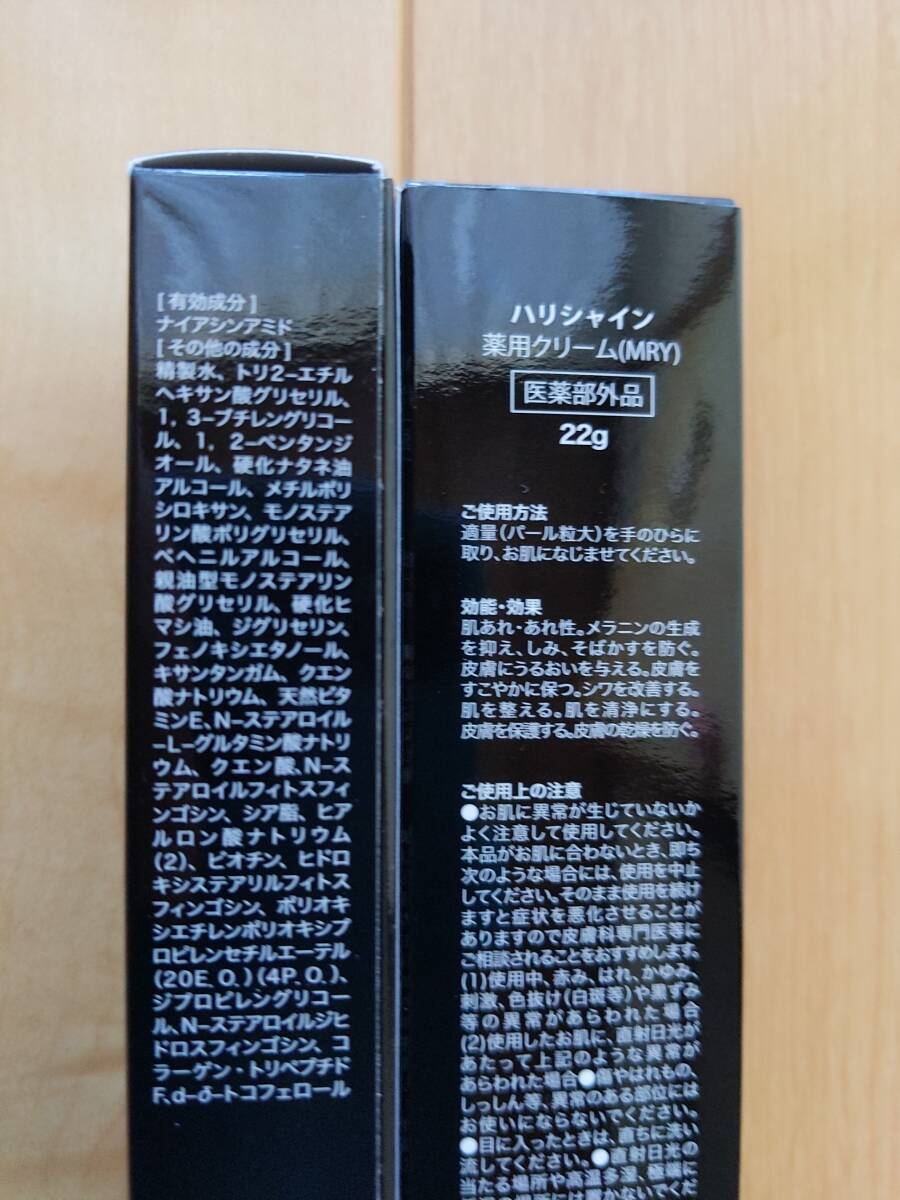 [有効成分]
ナイアシンアミド
[その他の成分]
精製水、トリ2-エチル
ヘキサン酸グリセリル、
1,3-ブチレングリコー
ル、1,2-ペンタンジ
オール、硬化ナタネ油
アルコール、メチルポリ
シロキサン、モノステア
リン酸ポリグリセリル、
ベヘニルアルコール、
親油型モノステアリン
酸グリセリル、硬化ヒ
マシ油、ジグリセリン、
フェノキシエタノール、
キサンタンガム、クエン
酸ナトリウム、天然ビタ
ミンE、N-ステアロイル
-L-グルタミン酸ナトリ
ウム、クエン酸、N-ス
テアロイルフィトスフィ
ンゴシン、シア脂、ヒア
ルロン酸ナトリウム
(2)、ビオチン、ヒドロ
キシステアリルフィトス
フィンゴシン、ポリオキ
シエチレンポリオキシプ
ロピレンセチルエーテル
(20E.O.)(4P.O.)、
ジプロピレングリコー
ル、N-ステアロイルジヒ
ドロスフィンゴシン、コ
ラーゲン・トリペプチド
F、d-δ-トコフェロール
ハリシャイン
薬用クリーム(MRY)
医薬部外品
22g
ご使用方法
適量(パール粒大)を手のひらに
取り、お肌になじませてください。
効能・効果
肌あれ・あれ性。メラニンの生成
を抑え、しみ、そばかすを防ぐ。
皮膚にうるおいを与える。皮膚を
すこやかに保つ。シワを改善する。
肌を整える。肌を清浄にする。
皮膚を保護する。皮膚の乾燥を防ぐ。
ご使用上の注意
●お肌に異常が生じていないか
よく注意して使用してください。
本品がお肌に合わないとき、即ち
次のような場合には、使用を中止
してください。そのまま使用を続け
ますと症状を悪化させることが
ありますので皮膚科専門医等に
ご相談されることをおすすめします。
(1)使用中、赤み、はれ、かゆみ、
刺激、色抜け(白斑等)や黒ずみ
等の異常があらわれた場合
(2)使用したお肌に、直射日光が
あたって上記のような異常が
あらわれた場合●傷やはれもの、
しっしん等、異常のある部位には
お使いにならないでください。
●目に入ったときは、直ちに洗い
流してください。●直射日光の
当たる場所や高温多湿、極端に